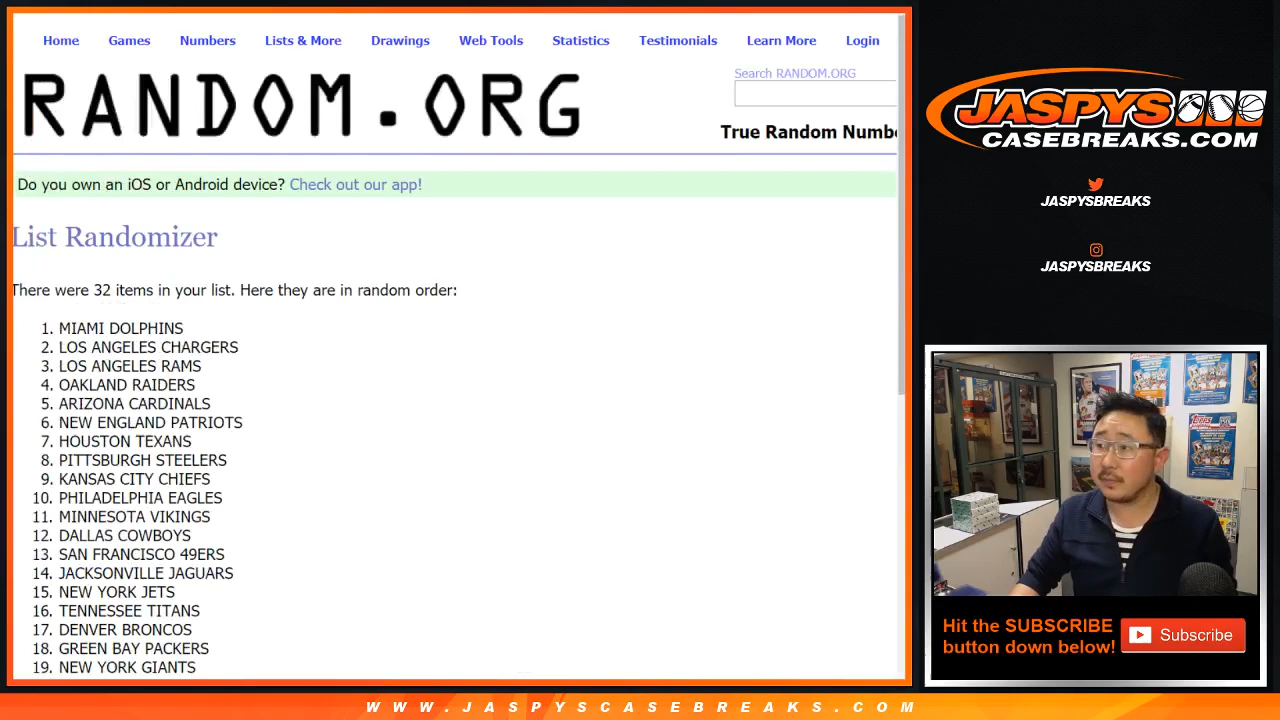 Home Games Numbers Lists & More Drawings Web Tools Statistics Testimonials Learn More Login
RANDOM.ORG
Search RANDOM.ORG
True Random Numbe
Do you own an iOS or Android device? Check out our app!
List Randomizer
There were 32 items in your list. Here they are in random order:
1. MIAMI DOLPHINS
2. LOS ANGELES CHARGERS
3. LOS ANGELES RAMS
4. OAKLAND RAIDERS
5. ARIZONA CARDINALS
6. NEW ENGLAND PATRIOTS
7. HOUSTON TEXANS
8. PITTSBURGH STEELERS
9. KANSAS CITY CHIEFS
10. PHILADELPHIA EAGLES
11. MINNESOTA VIKINGS
12. DALLAS COWBOYS
13. SAN FRANCISCO 49ERS
14. JACKSONVILLE JAGUARS
15. NEW YORK JETS
16. TENNESSEE TITANS
17. DENVER BRONCOS
18. GREEN BAY PACKERS
19. NEW YORK GIANTS
JASPYS
CASEBREAKS.COM
JASPYSBREAKS
JASPYSBREAKS
Hit the SUBSCRIBE
button down below!
Subscribe
WWW.JASPYSCASEBREAKS.COM